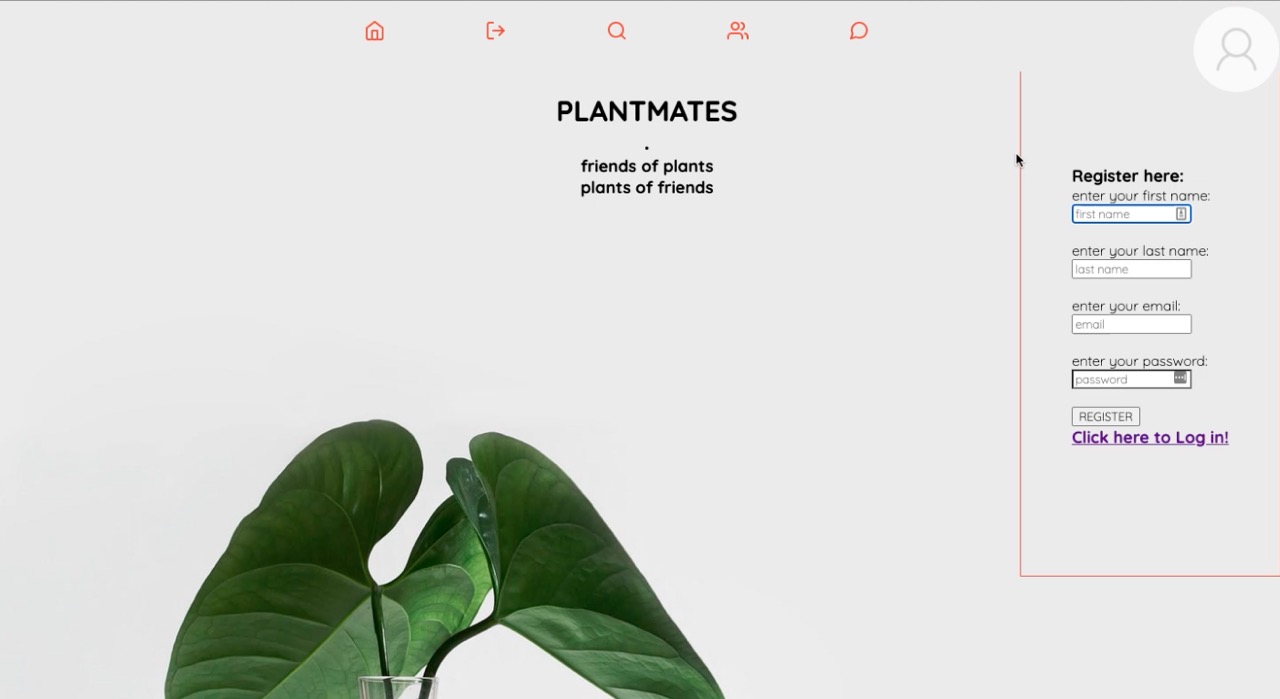 PLANTMATES
.
friends of plants
plants of friends
Register here:
enter your first name:
first name
enter your last name:
last name
enter your email:
email
enter your password:
password
REGISTER
Click here to Log in!